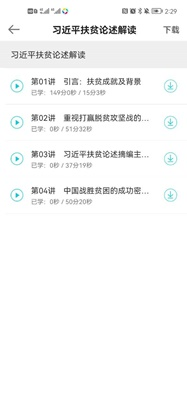 2:29
习近平扶贫论述解读
下载
习近平扶贫论述解读
第01讲 引言：扶贫成就及背景
已学：149分0秒 / 15分3秒
第02讲 重视打赢脱贫攻坚战的...
已学：0秒 / 51分32秒
第03讲 习近平扶贫论述摘编主...
已学：0秒 / 37分19秒
第04讲 中国战胜贫困的成功密...
已学：0秒 / 50分20秒